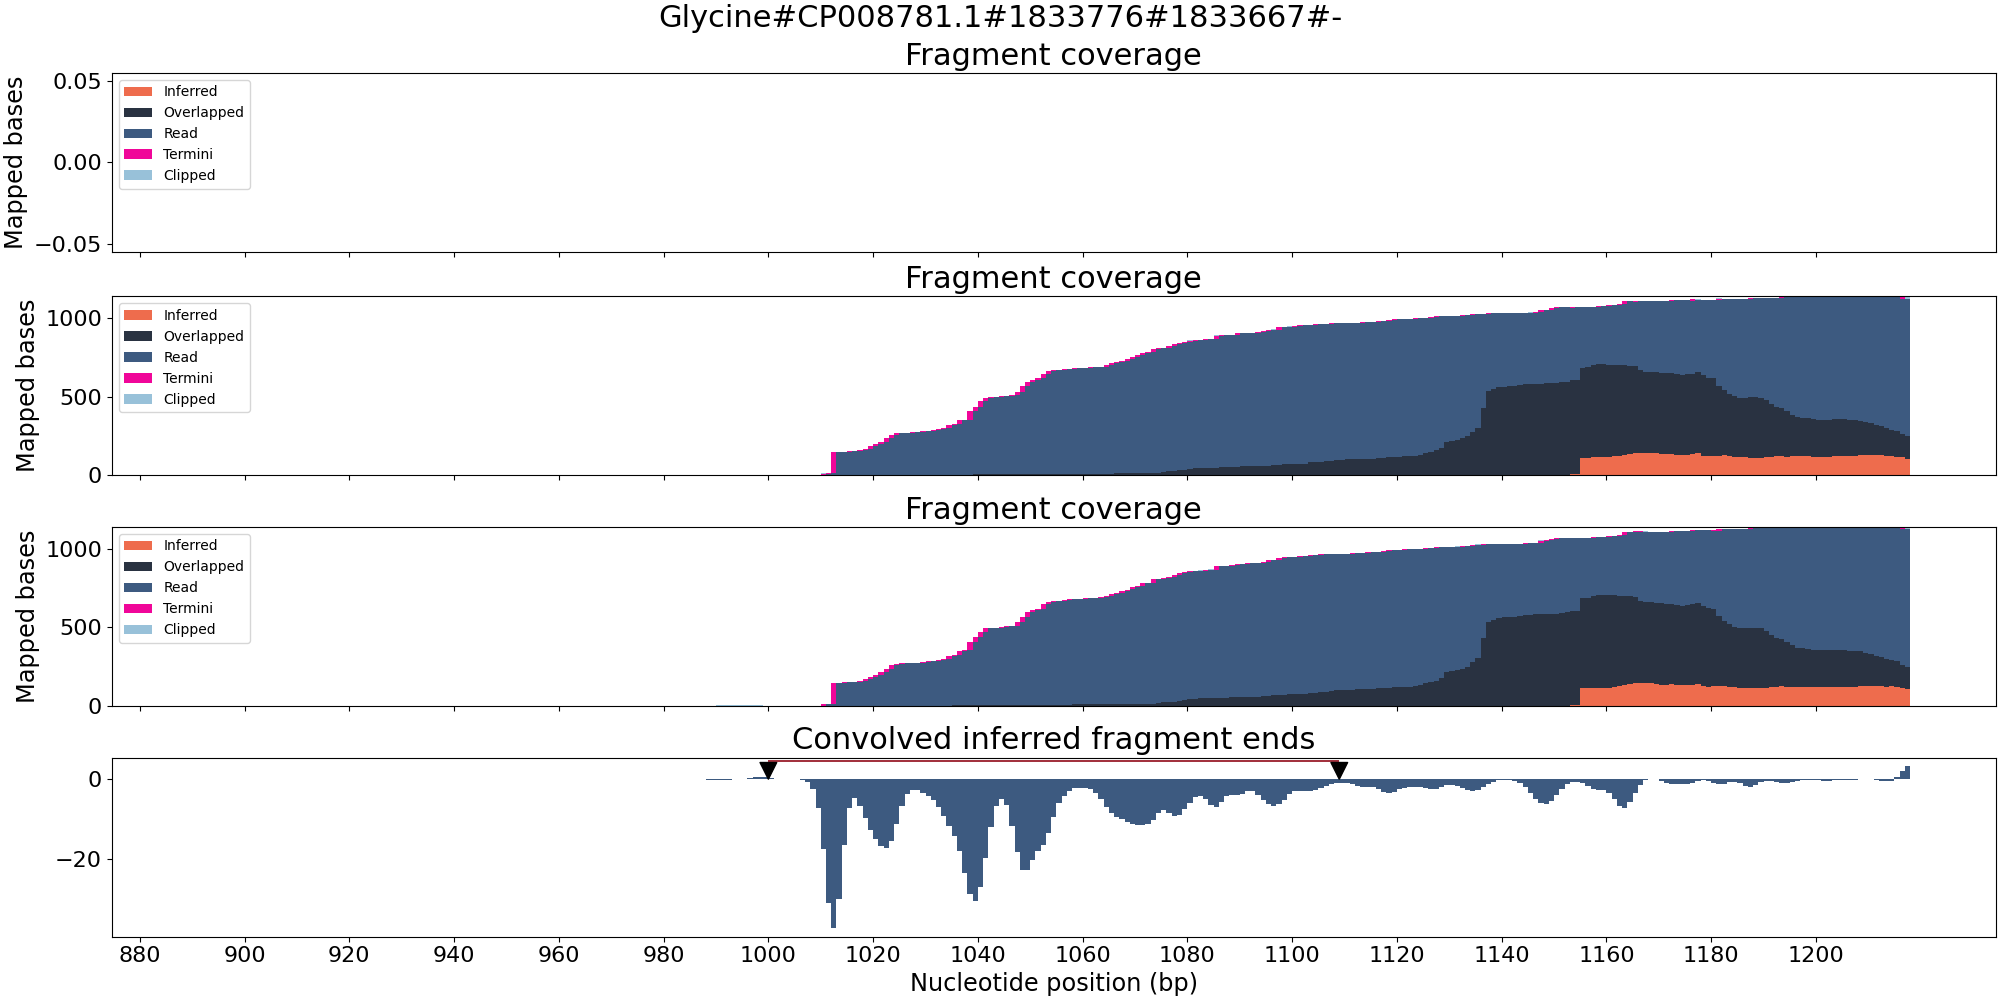 Glycine#CP008781.1#1833776#1833667#-
Fragment coverage
Mapped bases
0.05
0.00
−0.05
Inferred
Overlapped
Read
Termini
Clipped
Fragment coverage
Mapped bases
1000
500
0
Inferred
Overlapped
Read
Termini
Clipped
Fragment coverage
Mapped bases
1000
500
0
Inferred
Overlapped
Read
Termini
Clipped
Convolved inferred fragment ends
0
−20
880 900 920 940 960 980 1000 1020 1040 1060 1080 1100 1120 1140 1160 1180 1200
Nucleotide position (bp)